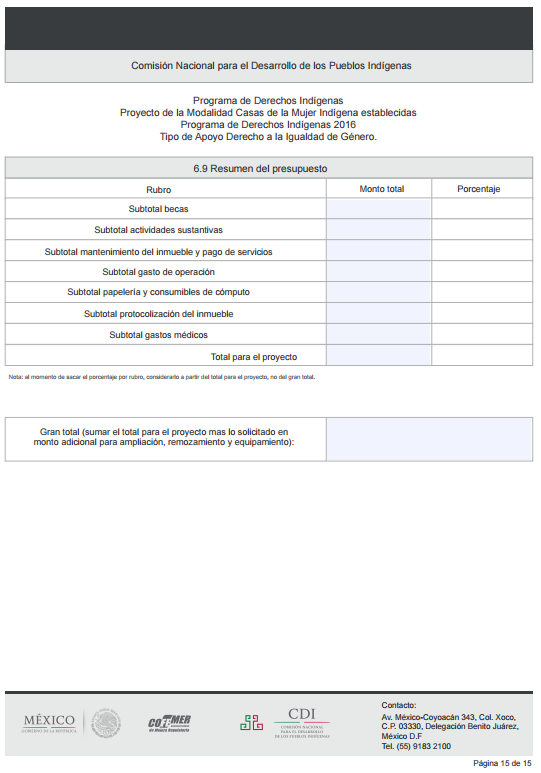 Comisión Nacional para el Desarrollo de los Pueblos Indígenas
Programa de Derechos Indígenas
Proyecto de la Modalidad Casas de la Mujer Indígena establecidas
Programa de Derechos Indígenas 2016
Tipo de Apoyo Derecho a la Igualdad de Género.
6.9 Resumen del presupuesto
Rubro Monto total Porcentaje
Subtotal becas
Subtotal actividades sustantivas
Subtotal mantenimiento del inmueble y pago de servicios
Subtotal gasto de operación
Subtotal papelería y consumibles de cómputo
Subtotal protocolización del inmueble
Subtotal gastos médicos
Total para el proyecto
Nota: al momento de sacar el porcentaje por rubro, considerarlo a partir del total para el proyecto, no del gran total.
Gran total (sumar el total para el proyecto mas lo solicitado en
monto adicional para ampliación, remozamiento y equipamiento):
MÉXICO
GOBIERNO DE LA REPÚBLICA
COFEMER
de Mejora Regulatoria
CDI
COMISIÓN NACIONAL
PARA EL DESARROLLO
DE LOS PUEBLOS INDÍGENAS
Contacto:
Av. México-Coyoacán 343, Col. Xoco,
C.P. 03330, Delegación Benito Juárez,
México D.F
Tel. (55) 9183 2100
Página 15 de 15